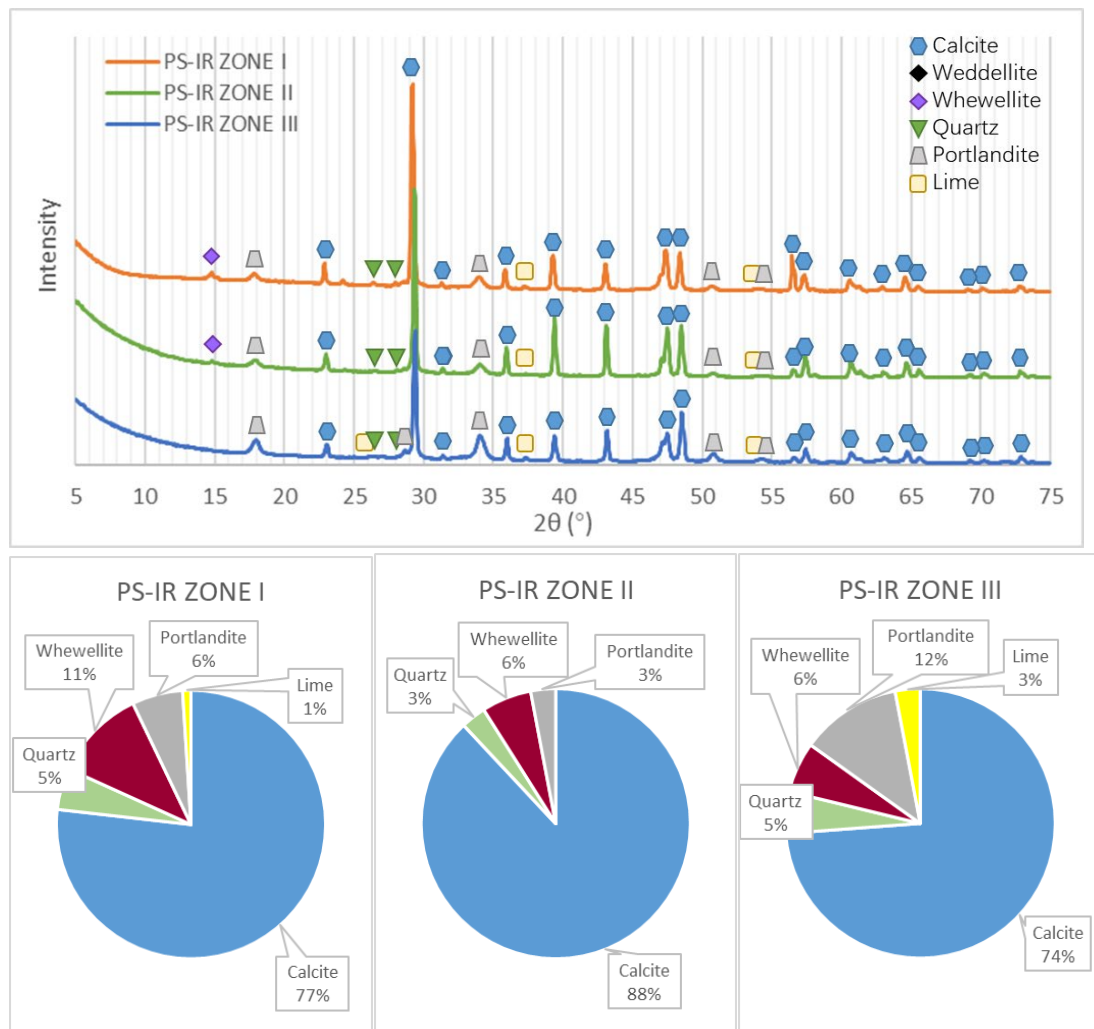 PS-IR ZONE I
PS-IR ZONE II
PS-IR ZONE III
Calcite
Weddellite
Whewellite
Quartz
Portlandite
Lime
Intensity
5 10 15 20 25 30 35 40 45 50 55 60 65 70 75
2θ (°)
PS-IR ZONE I
Whewellite
11%
Portlandite
6%
Lime
1%
Quartz
5%
Calcite
77%
PS-IR ZONE II
Whewellite
6%
Portlandite
3%
Quartz
3%
Calcite
88%
PS-IR ZONE III
Portlandite
12%
Whewellite
6%
Lime
3%
Quartz
5%
Calcite
74%